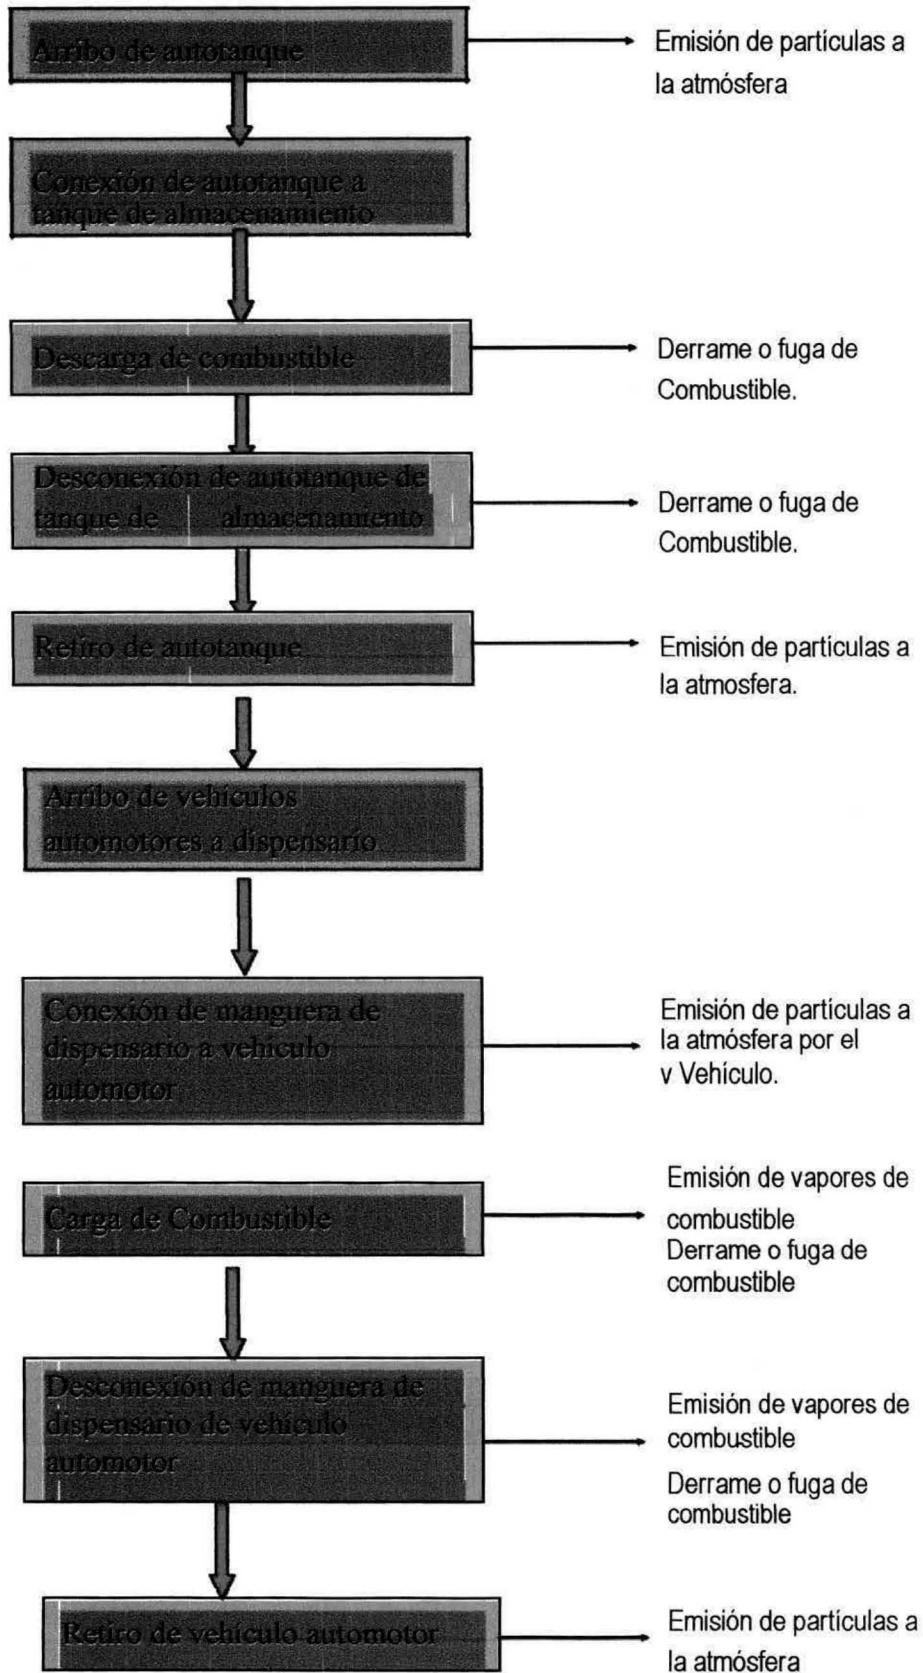 Arribo de autotanque
Emisión de partículas a
la atmósfera
Conexión de autotanque a
tanque de almacenamiento
Descarga de combustible
Derrame o fuga de
Combustible.
Desconexión de autotanque de
tanque de almacenamiento
Derrame o fuga de
Combustible.
Retiro de autotanque
Emisión de partículas a
la atmosfera.
Arribo de vehículos
automotores a dispensario
Conexión de manguera de
dispensario a vehículo
automotor
Emisión de partículas a
la atmósfera por el
v Vehículo.
Carga de Combustible
Emisión de vapores de
combustible
Derrame o fuga de
combustible
Desconexión de manguera de
dispensario de vehículo
automotor
Emisión de vapores de
combustible
Derrame o fuga de
combustible
Retiro de vehículo automotor
Emisión de partículas a
la atmósfera